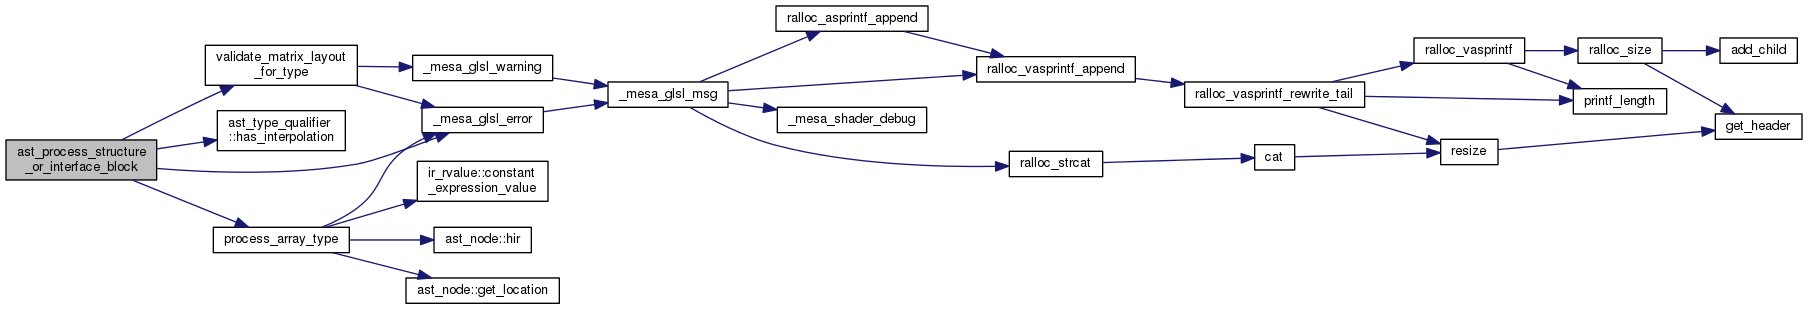 ast_process_structure
_or_interface_block
validate_matrix_layout
_for_type
ast_type_qualifier
::has_interpolation
process_array_type
_mesa_glsl_warning
_mesa_glsl_error
ir_rvalue::constant
_expression_value
ast_node::hir
ast_node::get_location
_mesa_glsl_msg
ralloc_asprintf_append
_mesa_shader_debug
ralloc_vasprintf_append
ralloc_strcat
ralloc_vasprintf_rewrite_tail
cat
ralloc_vasprintf
resize
ralloc_size
printf_length
add_child
get_header